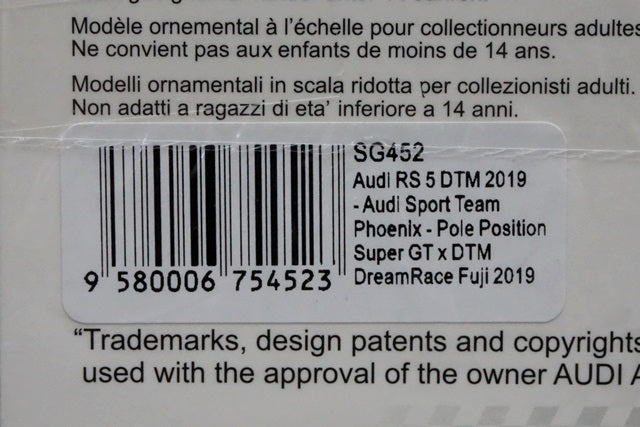 Modèle ornemental à l'échelle pour collectionneurs adultes
Ne convient pas aux enfants de moins de 14 ans.
Modelli ornamentali in scala ridotta per collezionisti adulti.
Non adatti a ragazzi di eta' inferiore a 14 anni.
SG452
Audi RS 5 DTM 2019
- Audi Sport Team
Phoenix - Pole Position
Super GT x DTM
DreamRace Fuji 2019
9 580006 754523
"Trademarks, design patents and copyrights
used with the approval of the owner AUDI A